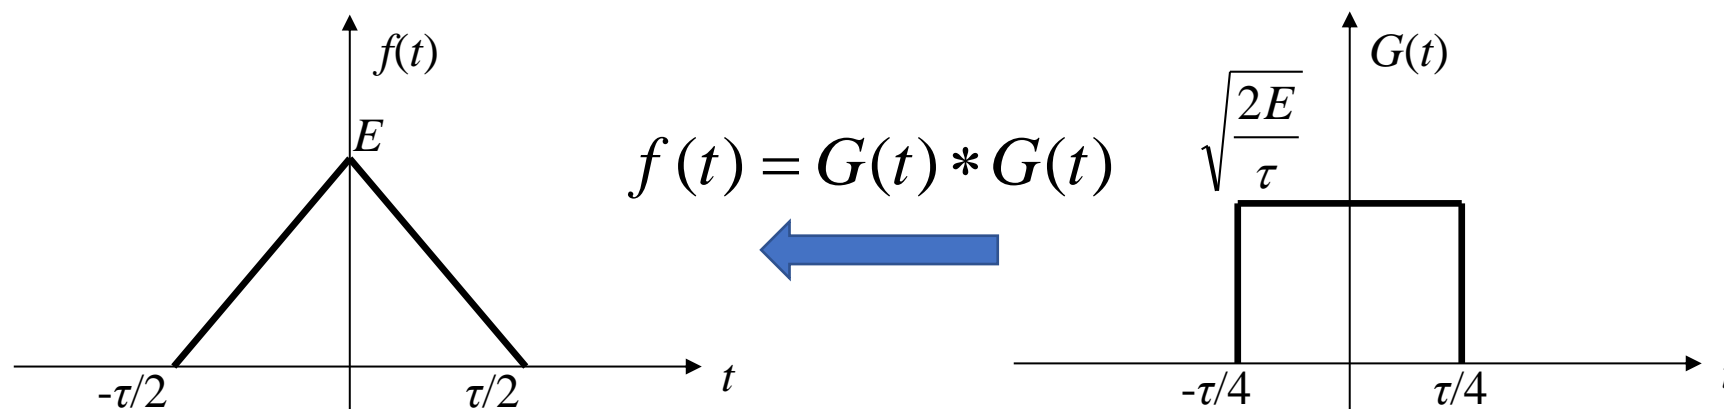 f(t)
E
-τ/2
τ/2
t
f(t) = G(t) * G(t)
G(t)
√(2E/τ)
-τ/4
τ/4